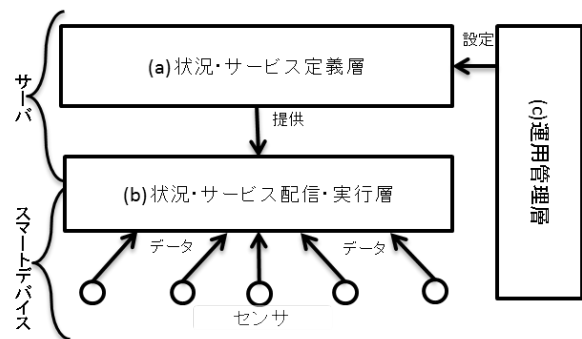 サーバ
(a)状況・サービス定義層
設定
提供
(c)運用管理層
(b)状況・サービス配信・実行層
スマートデバイス
データ
データ
センサ